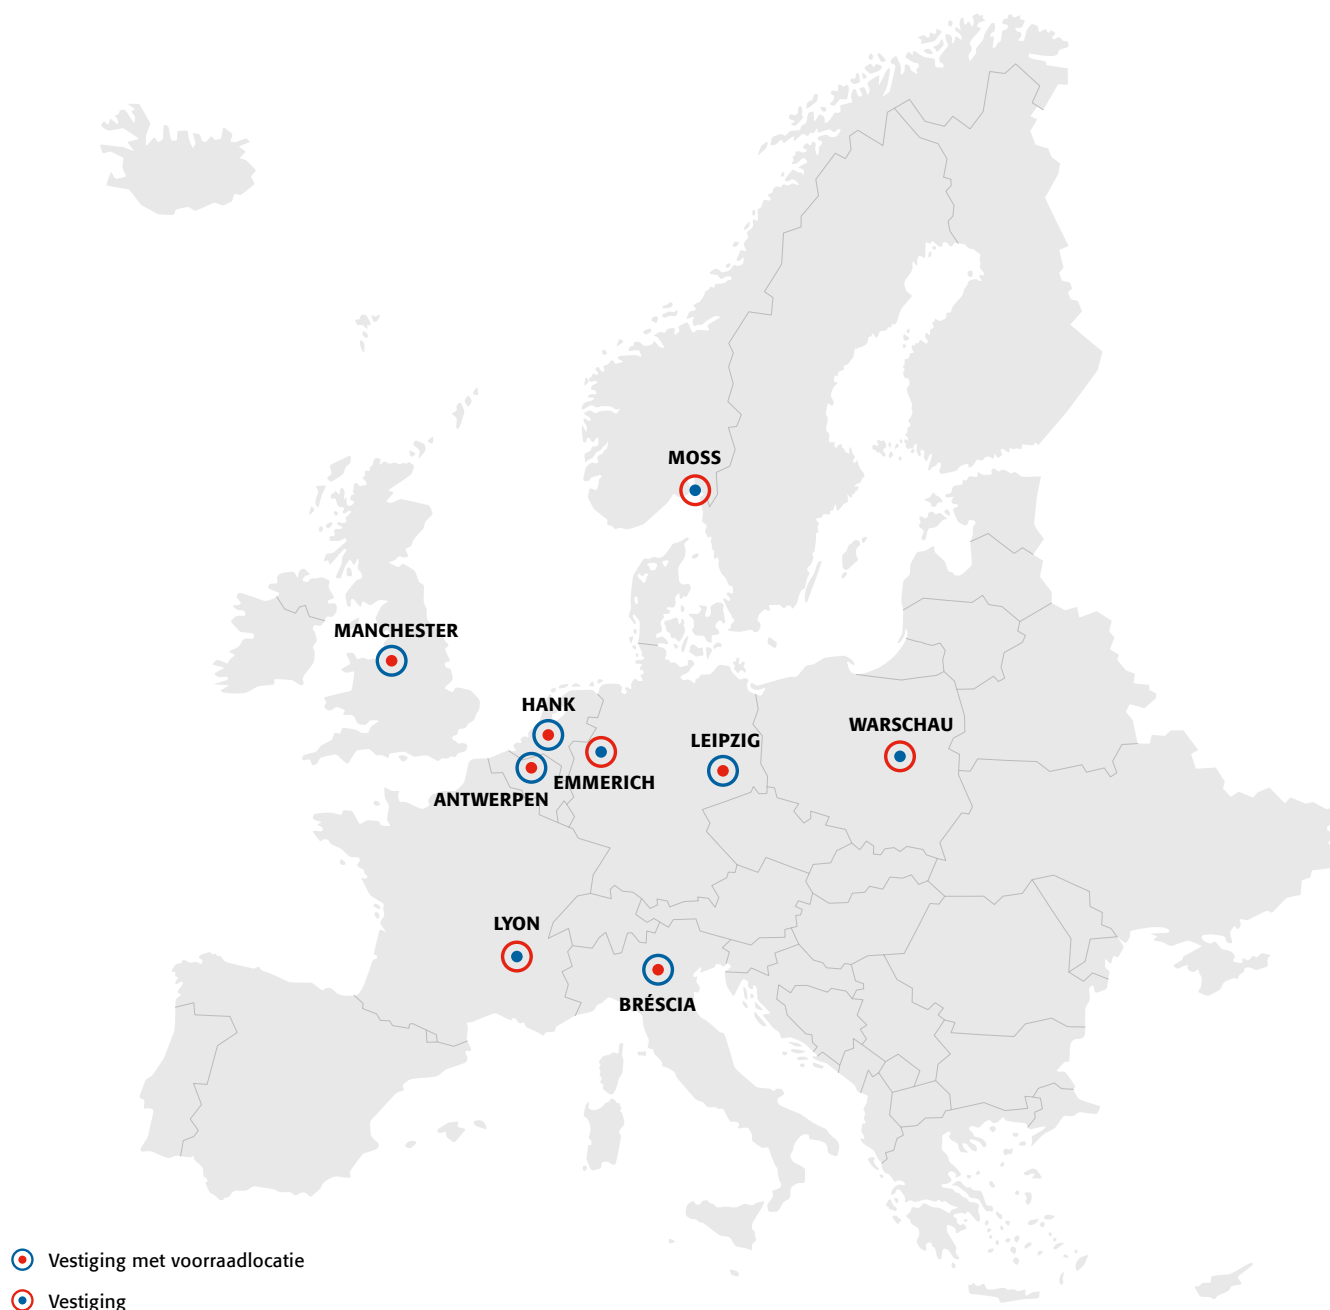 MOSS
MANCHESTER
HANK
WARSCHAU
LEIPZIG
EMMERICH
ANTWERPEN
LYON
BRÉSCIA
Vestiging met voorraadlocatie
Vestiging